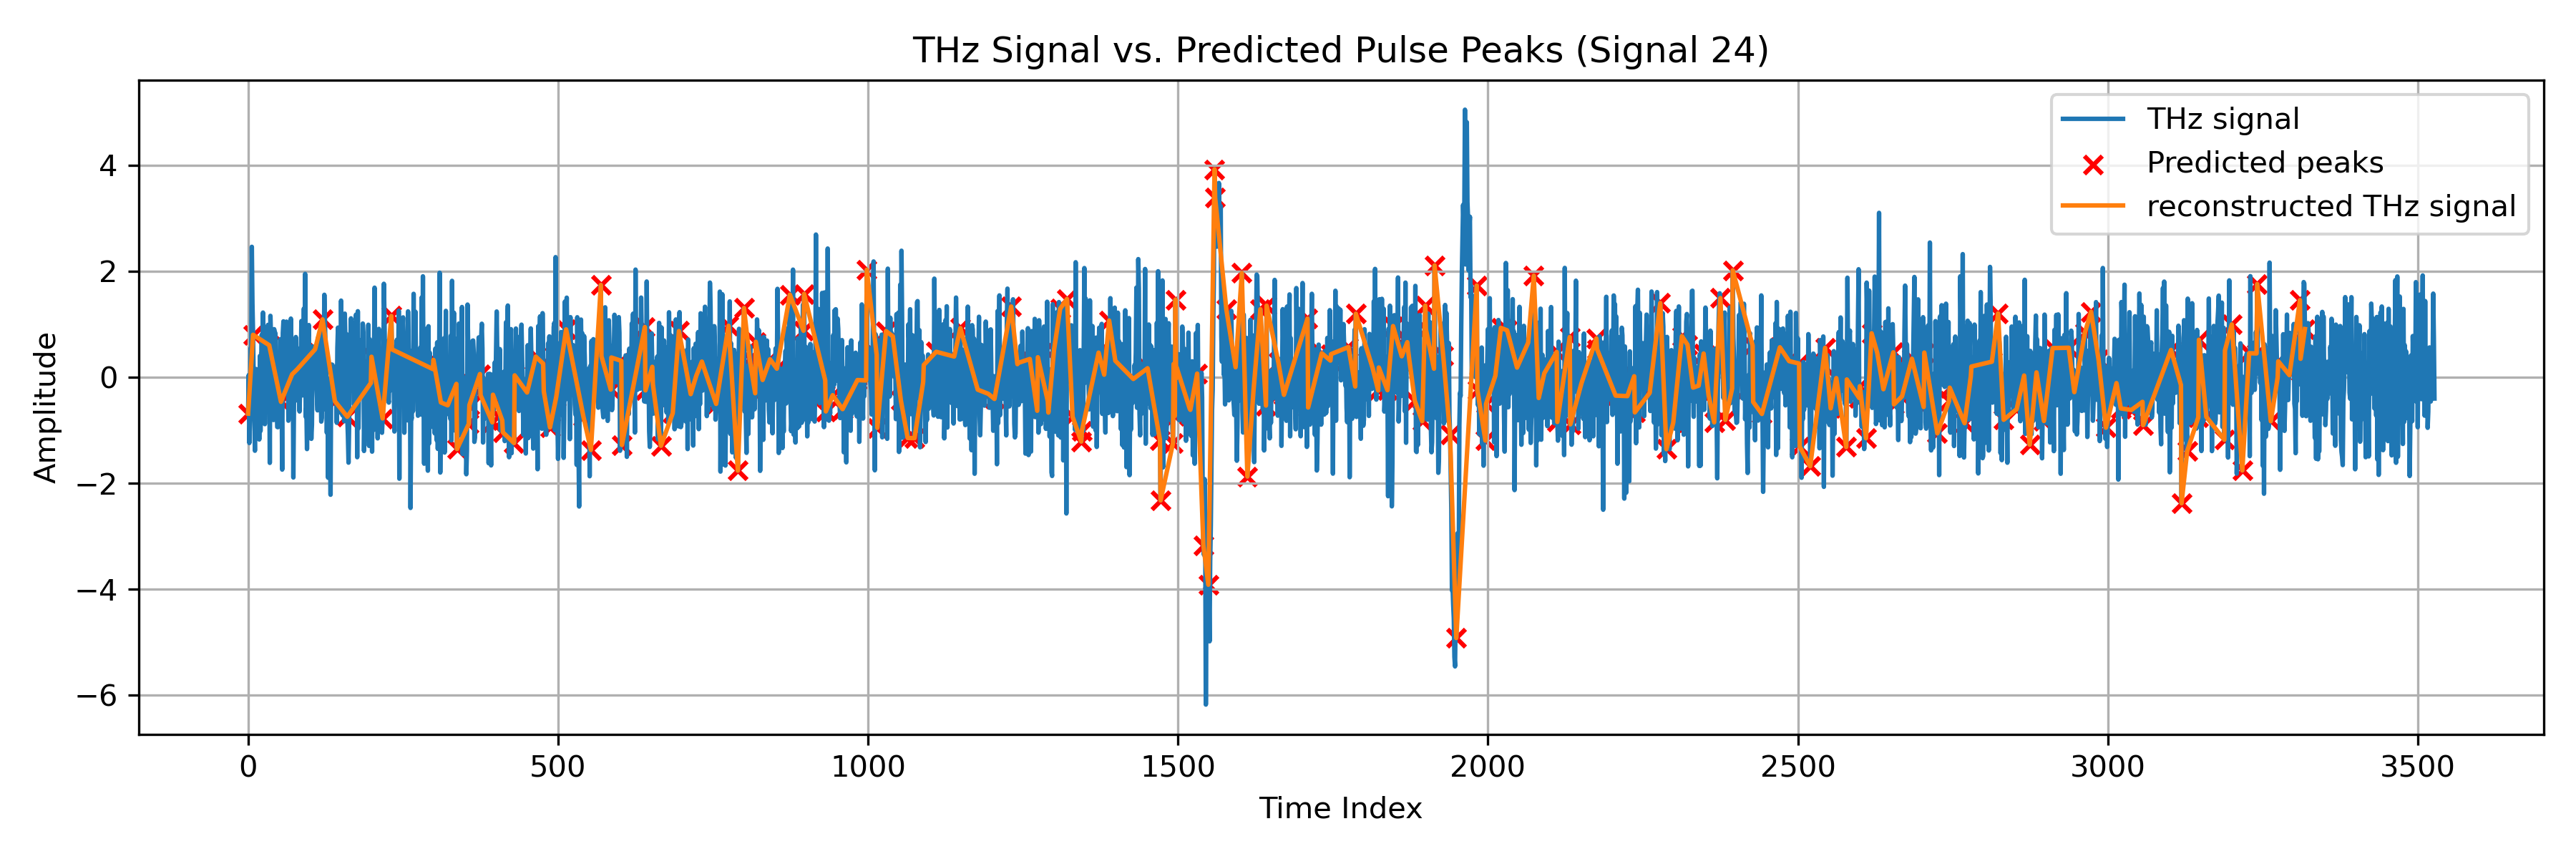 THz Signal vs. Predicted Pulse Peaks (Signal 24)
THz signal
Predicted peaks
reconstructed THz signal
Amplitude
4
2
0
−2
−4
−6
0 500 1000 1500 2000 2500 3000 3500
Time Index